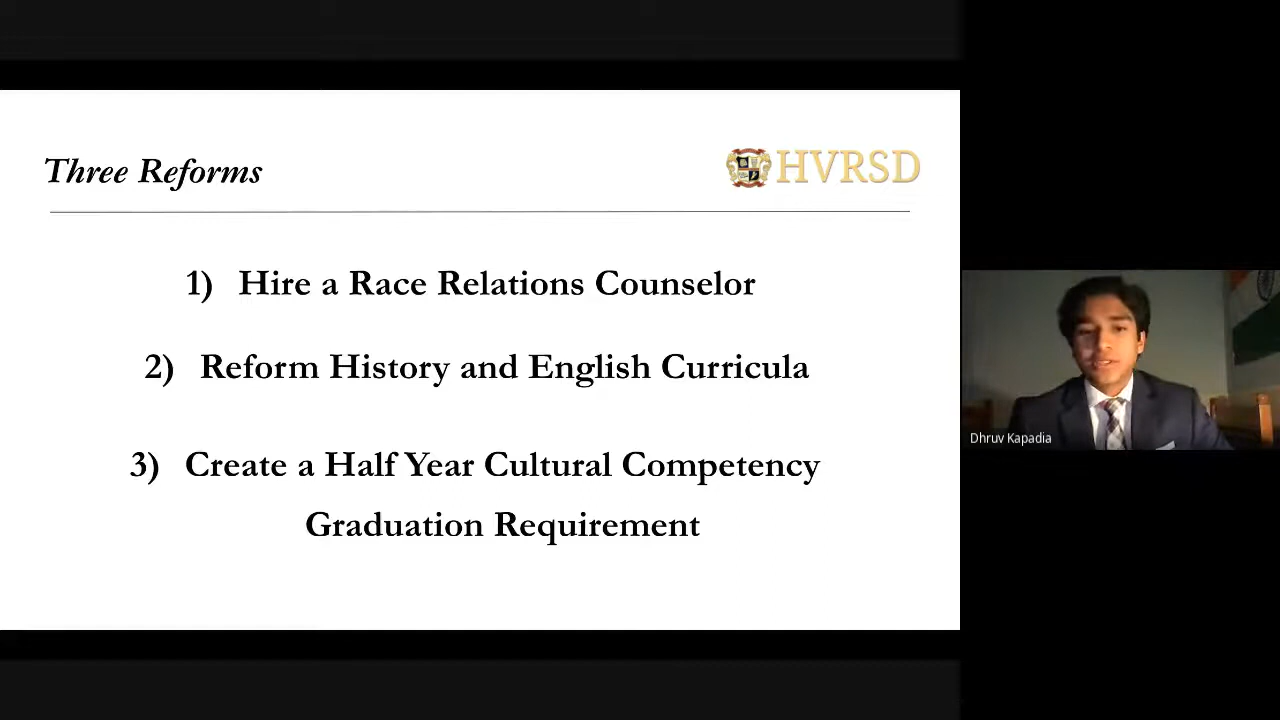 Three Reforms
HVRSD
1) Hire a Race Relations Counselor
2) Reform History and English Curricula
3) Create a Half Year Cultural Competency
Graduation Requirement
Dhruv Kapadia